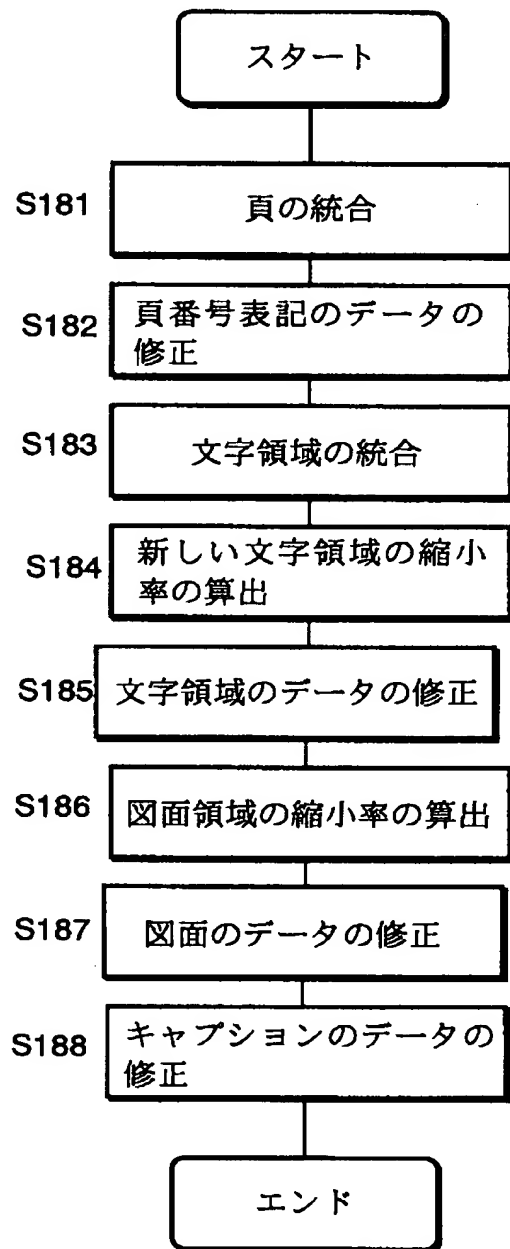 スタート
S181
頁の統合
S182
頁番号表記のデータの
修正
S183
文字領域の統合
S184
新しい文字領域の縮小
率の算出
S185
文字領域のデータの修正
S186
図面領域の縮小率の算出
S187
図面のデータの修正
S188
キャプションのデータの
修正
エンド